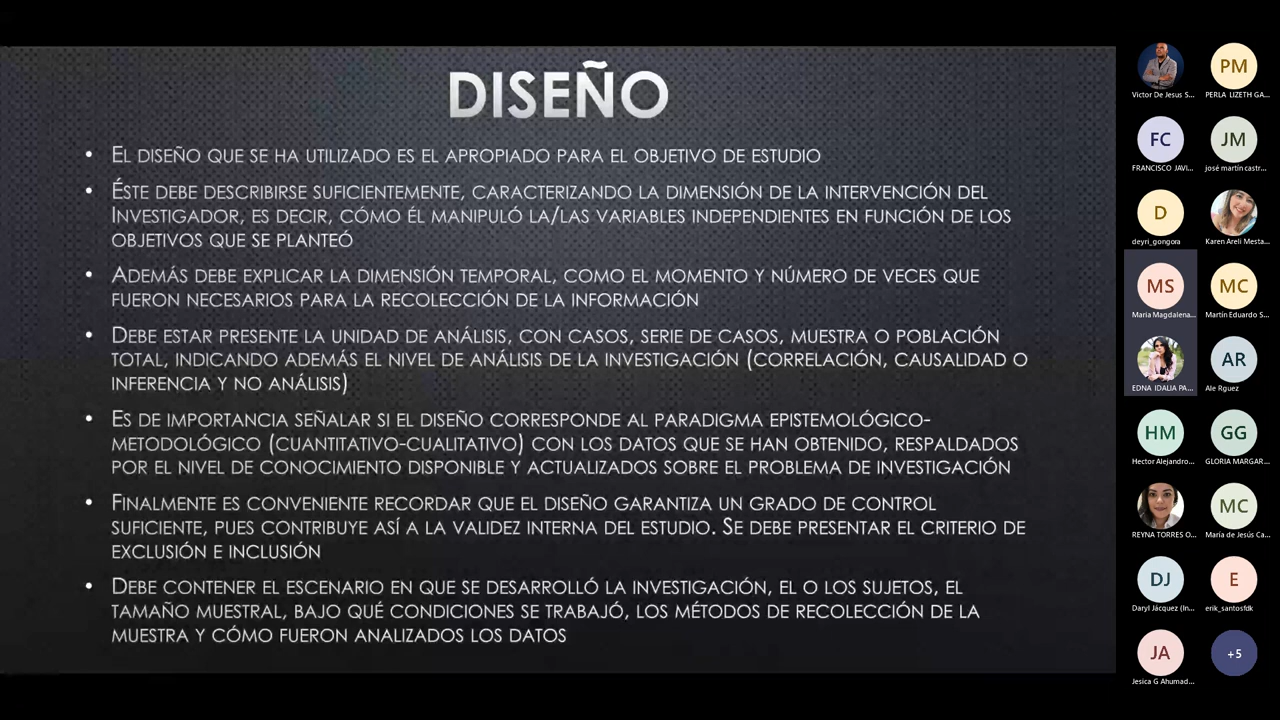 DISEÑO
• EL DISEÑO QUE SE HA UTILIZADO ES EL APROPIADO PARA EL OBJETIVO DE ESTUDIO
• ÉSTE DEBE DESCRIBIRSE SUFICIENTEMENTE, CARACTERIZANDO LA DIMENSIÓN DE LA INTERVENCIÓN DEL
INVESTIGADOR, ES DECIR, CÓMO ÉL MANIPULÓ LA/LAS VARIABLES INDEPENDIENTES EN FUNCIÓN DE LOS
OBJETIVOS QUE SE PLANTEÓ
• ADEMÁS DEBE EXPLICAR LA DIMENSIÓN TEMPORAL, COMO EL MOMENTO Y NÚMERO DE VECES QUE
FUERON NECESARIOS PARA LA RECOLECCIÓN DE LA INFORMACIÓN
• DEBE ESTAR PRESENTE LA UNIDAD DE ANÁLISIS, CON CASOS, SERIE DE CASOS, MUESTRA O POBLACIÓN
TOTAL, INDICANDO ADEMÁS EL NIVEL DE ANÁLISIS DE LA INVESTIGACIÓN (CORRELACIÓN, CAUSALIDAD O
INFERENCIA Y NO ANÁLISIS)
• ES DE IMPORTANCIA SEÑALAR SI EL DISEÑO CORRESPONDE AL PARADIGMA EPISTEMOLÓGICO-
METODOLÓGICO (CUANTITATIVO-CUALITATIVO) CON LOS DATOS QUE SE HAN OBTENIDO, RESPALDADOS
POR EL NIVEL DE CONOCIMIENTO DISPONIBLE Y ACTUALIZADOS SOBRE EL PROBLEMA DE INVESTIGACIÓN
• FINALMENTE ES CONVENIENTE RECORDAR QUE EL DISEÑO GARANTIZA UN GRADO DE CONTROL
SUFICIENTE, PUES CONTRIBUYE ASÍ A LA VALIDEZ INTERNA DEL ESTUDIO. SE DEBE PRESENTAR EL CRITERIO DE
EXCLUSIÓN E INCLUSIÓN
• DEBE CONTENER EL ESCENARIO EN QUE SE DESARROLLÓ LA INVESTIGACIÓN, EL O LOS SUJETOS, EL
TAMAÑO MUESTRAL, BAJO QUÉ CONDICIONES SE TRABAJÓ, LOS MÉTODOS DE RECOLECCIÓN DE LA
MUESTRA Y CÓMO FUERON ANALIZADOS LOS DATOS
PM
Victor De Jesus S...
PERLA LIZETH GA...
FC
JM
FRANCISCO JAVI...
josé martín castr...
D
deyri_gongora
Karen Areli Mesta...
MS
MC
Maria Magdalena...
Martín Eduardo S...
AR
EDNA IDALIA PA...
Ale Rguez
HM
GG
Hector Alejandro...
GLORIA MARGAR...
MC
REYNA TORRES O...
María de Jesús Ca...
DJ
E
Daryl Jácquez (In...
erik_santosfdk
JA
+5
Jesica G Ahumad...